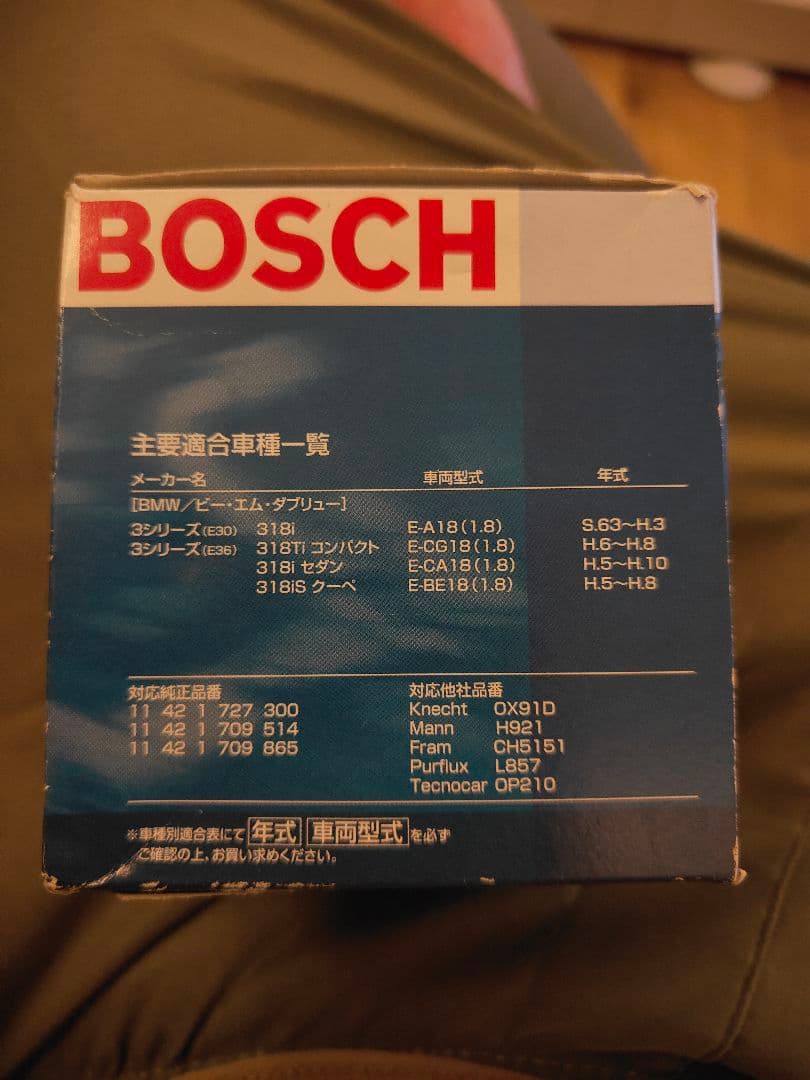 BOSCH
主要適合車種一覧
メーカー名 車両型式 年式
[BMW/ビー・エム・ダブリュー]
3シリーズ(E30) 318i E-A18(1.8) S.63~H.3
3シリーズ(E36) 318Ti コンパクト E-CG18(1.8) H.6~H.8
318i セダン E-CA18(1.8) H.5~H.10
318iS クーペ E-BE18(1.8) H.5~H.8
対応純正品番 対応他社品番
11 42 1 727 300 Knecht OX91D
11 42 1 709 514 Mann H921
11 42 1 709 865 Fram CH5151
Purflux L857
Tecnocar OP210
※車種別適合表にて 年式 車両型式 を必ず
ご確認の上、お買い求めください。